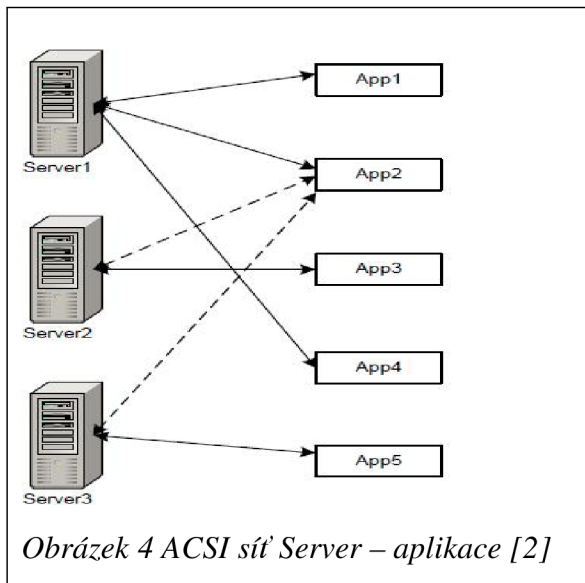 App1
Server1
App2
Server2
App3
App4
Server3
App5
Obrázek 4 ACSI síť Server – aplikace [2]